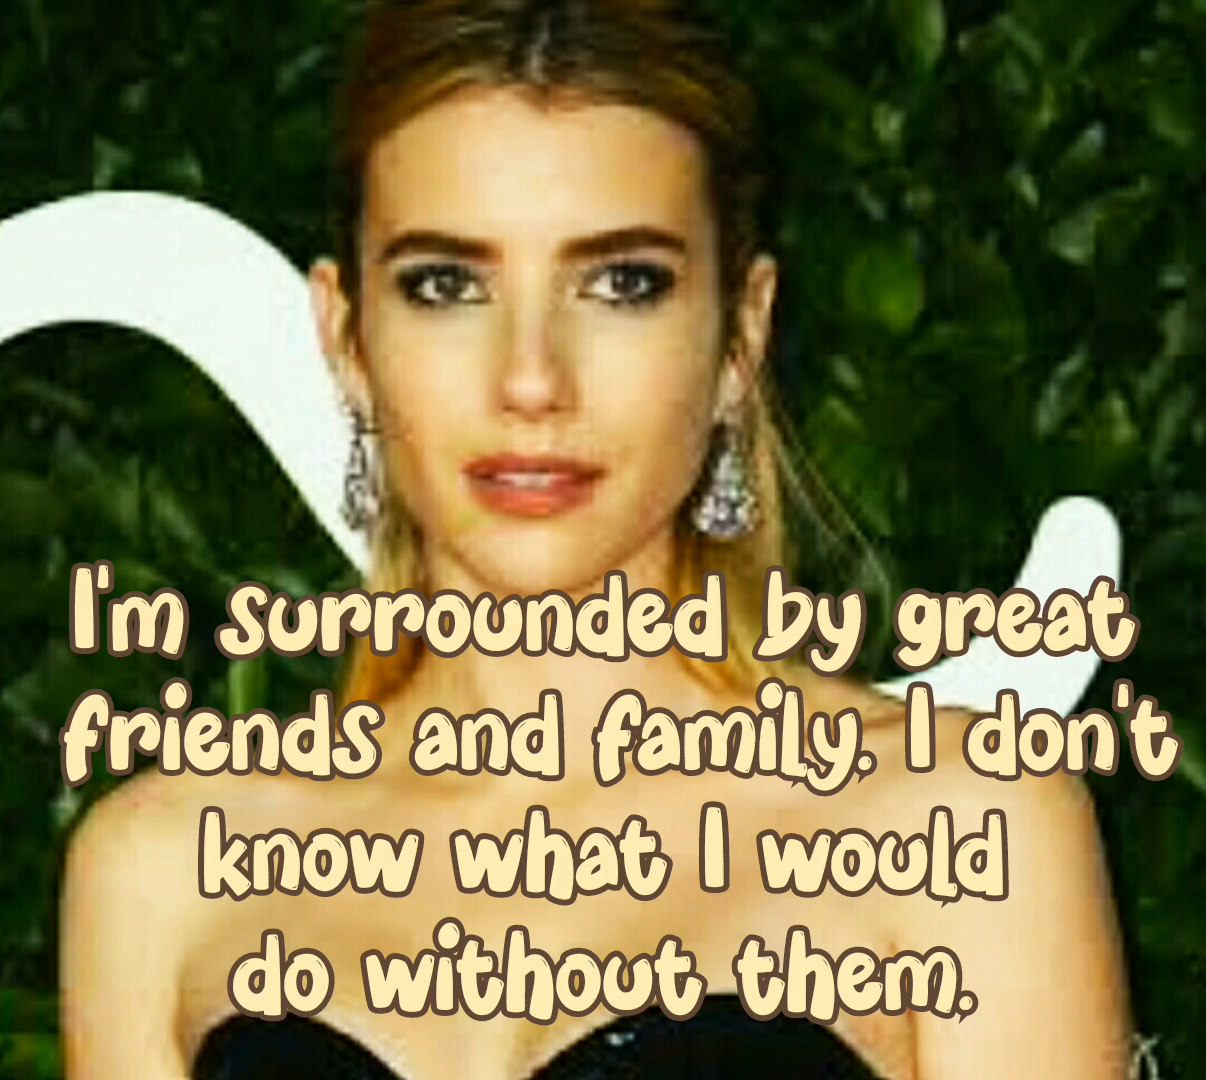 I'm surrounded by great
friends and family. I don't
know what I would
do without them.